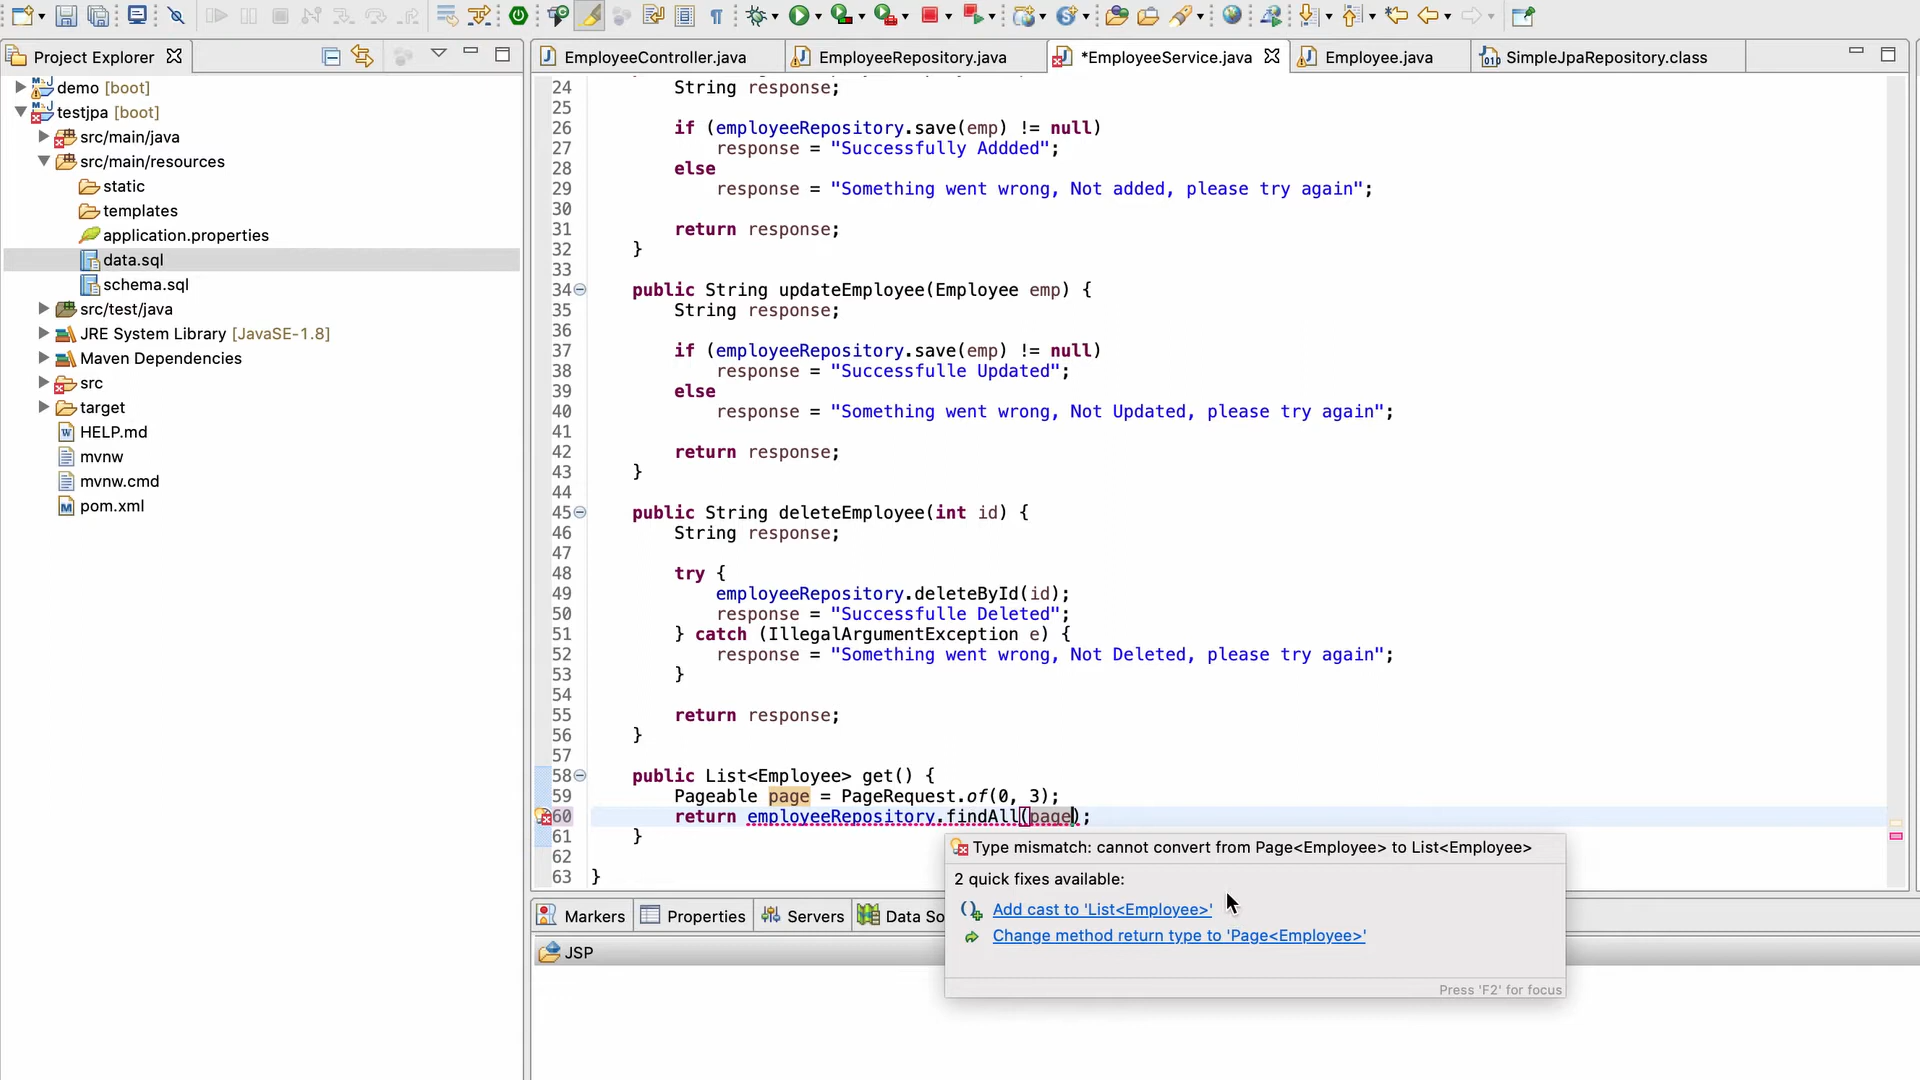 Project Explorer
EmployeeController.java
EmployeeRepository.java
*EmployeeService.java
Employee.java
SimpleJpaRepository.class
demo [boot]
testjpa [boot]
src/main/java
src/main/resources
static
templates
application.properties
data.sql
schema.sql
src/test/java
JRE System Library [JavaSE-1.8]
Maven Dependencies
src
target
HELP.md
mvnw
mvnw.cmd
pom.xml
24 String response;
25
26 if (employeeRepository.save(emp) != null)
27 response = "Successfully Addded";
28 else
29 response = "Something went wrong, Not added, please try again";
30
31 return response;
32 }
33
34 public String updateEmployee(Employee emp) {
35 String response;
36
37 if (employeeRepository.save(emp) != null)
38 response = "Successfulle Updated";
39 else
40 response = "Something went wrong, Not Updated, please try again";
41
42 return response;
43 }
44
45 public String deleteEmployee(int id) {
46 String response;
47
48 try {
49 employeeRepository.deleteById(id);
50 response = "Successfulle Deleted";
51 } catch (IllegalArgumentException e) {
52 response = "Something went wrong, Not Deleted, please try again";
53 }
54
55 return response;
56 }
57
58 public List<Employee> get() {
59 Pageable page = PageRequest.of(0, 3);
60 return employeeRepository.findAll(page);
61 }
62
63 }
Type mismatch: cannot convert from Page<Employee> to List<Employee>
2 quick fixes available:
Add cast to 'List<Employee>'
Change method return type to 'Page<Employee>'
Press 'F2' for focus
Markers
Properties
Servers
Data So
JSP